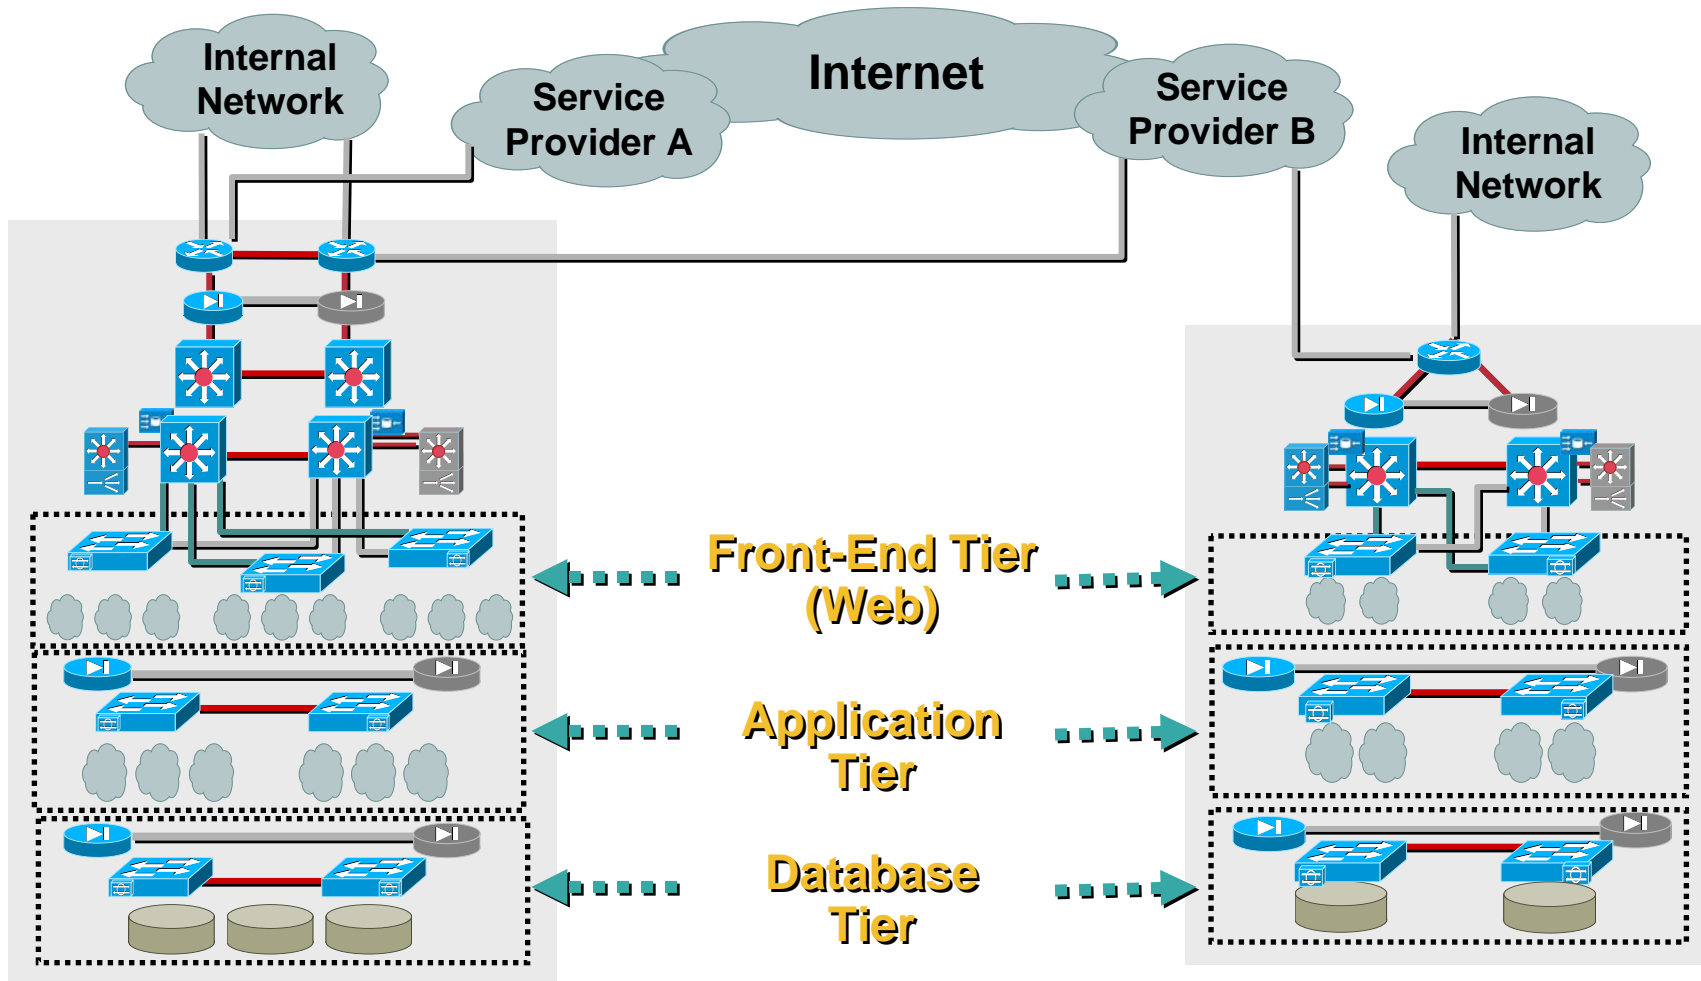 Internal
Network
Service
Provider A
Internet
Service
Provider B
Internal
Network
Front-End Tier
(Web)
Application
Tier
Database
Tier